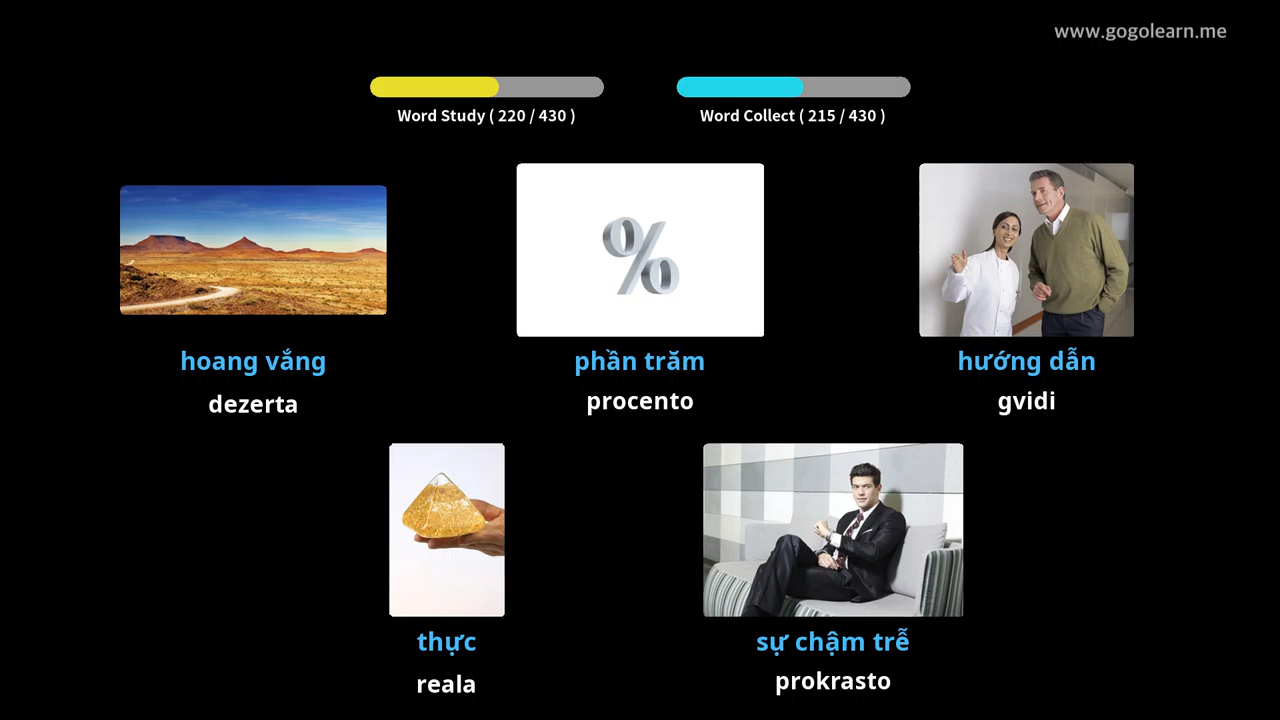 www.gogolearn.me
Word Study ( 220 / 430 )
Word Collect ( 215 / 430 )
hoang vắng
dezerta
phần trăm
procento
hướng dẫn
gvidi
thực
reala
sự chậm trễ
prokrasto